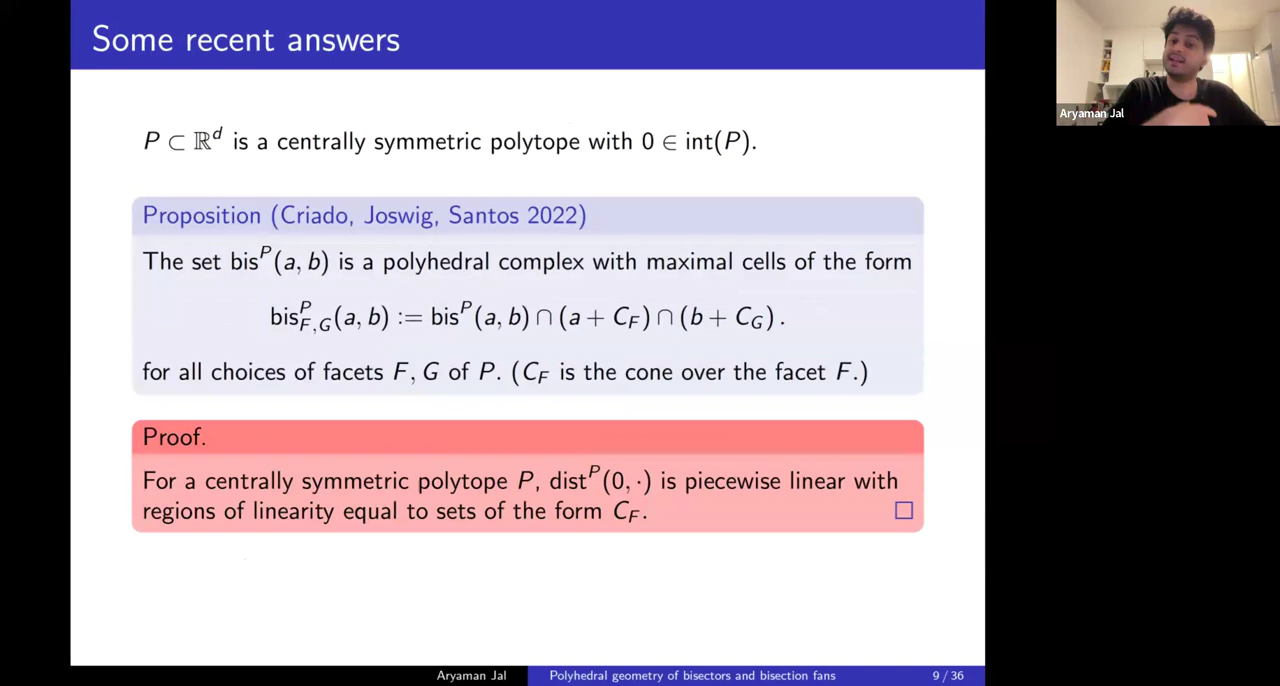 Some recent answers
P ⊂ ℝᵈ is a centrally symmetric polytope with 0 ∈ int(P).
Proposition (Criado, Joswig, Santos 2022)
The set bis^P(a, b) is a polyhedral complex with maximal cells of the form
bis^P_{F,G}(a, b) := bis^P(a, b) ∩ (a + C_F) ∩ (b + C_G) .
for all choices of facets F, G of P. (C_F is the cone over the facet F.)
Proof.
For a centrally symmetric polytope P, dist^P(0, ·) is piecewise linear with
regions of linearity equal to sets of the form C_F. □
Aryaman Jal
Polyhedral geometry of bisectors and bisection fans
9 / 36
Aryaman Jal